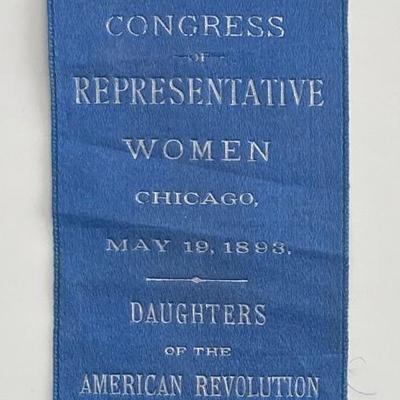 CONGRESS
OF
REPRESENTATIVE
WOMEN
CHICAGO,
MAY 19, 1893.
DAUGHTERS
OF THE
AMERICAN REVOLUTION